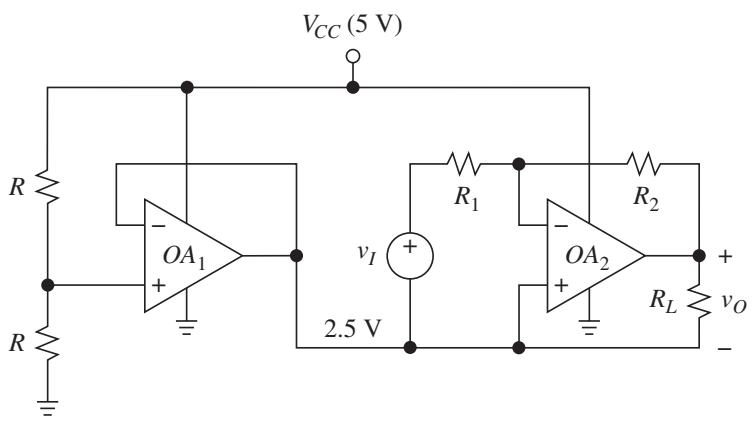 V_CC (5 V)
R
R
−
+
OA_1
2.5 V
v_I
+
R_1
R_2
−
+
OA_2
R_L
+
v_O
−